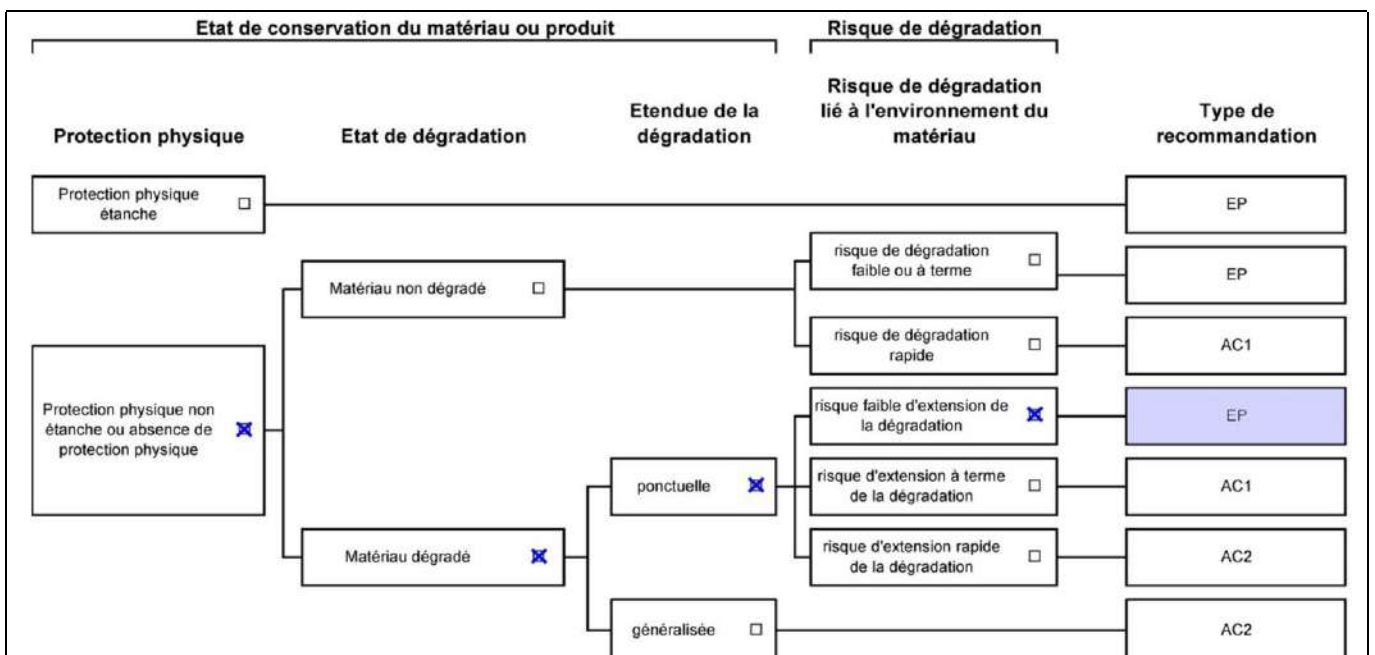 Etat de conservation du matériau ou produit
Risque de dégradation
Protection physique
Etat de dégradation
Etendue de la
dégradation
Risque de dégradation
lié à l'environnement du
matériau
Type de
recommandation
Protection physique
étanche
EP
Matériau non dégradé
risque de dégradation
faible ou à terme
EP
risque de dégradation
rapide
AC1
Protection physique non
étanche ou absence de
protection physique
risque faible d'extension de
la dégradation
EP
ponctuelle
risque d'extension à terme
de la dégradation
AC1
Matériau dégradé
risque d'extension rapide
de la dégradation
AC2
généralisée
AC2